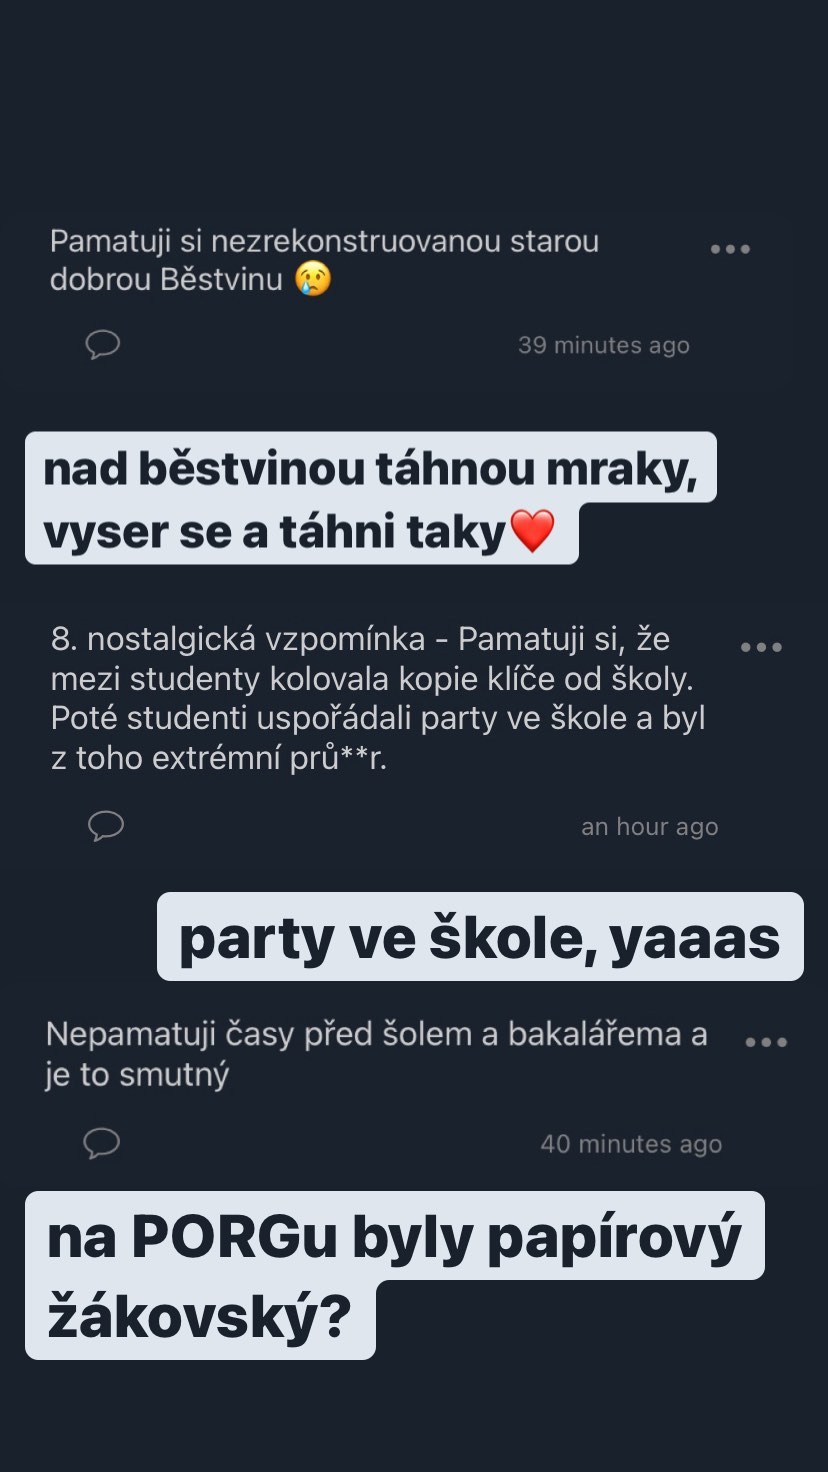 Pamatuji si nezrekonstruovanou starou
dobrou Běstvinu 😢
39 minutes ago
nad běstvinou táhnou mraky,
vyser se a táhni taky❤️
8. nostalgická vzpomínka - Pamatuji si, že
mezi studenty kolovala kopie klíče od školy.
Poté studenti uspořádali party ve škole a byl
z toho extrémní prů**r.
an hour ago
party ve škole, yaaas
Nepamatuji časy před šolem a bakalářema a
je to smutný
40 minutes ago
na PORGu byly papírový
žákovský?